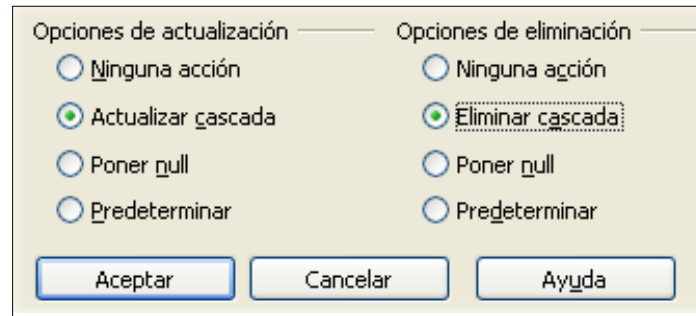 Opciones de actualización
Opciones de eliminación
Ninguna acción
Ninguna acción
Actualizar cascada
Eliminar cascada
Poner null
Poner null
Predeterminar
Predeterminar
Aceptar
Cancelar
Ayuda